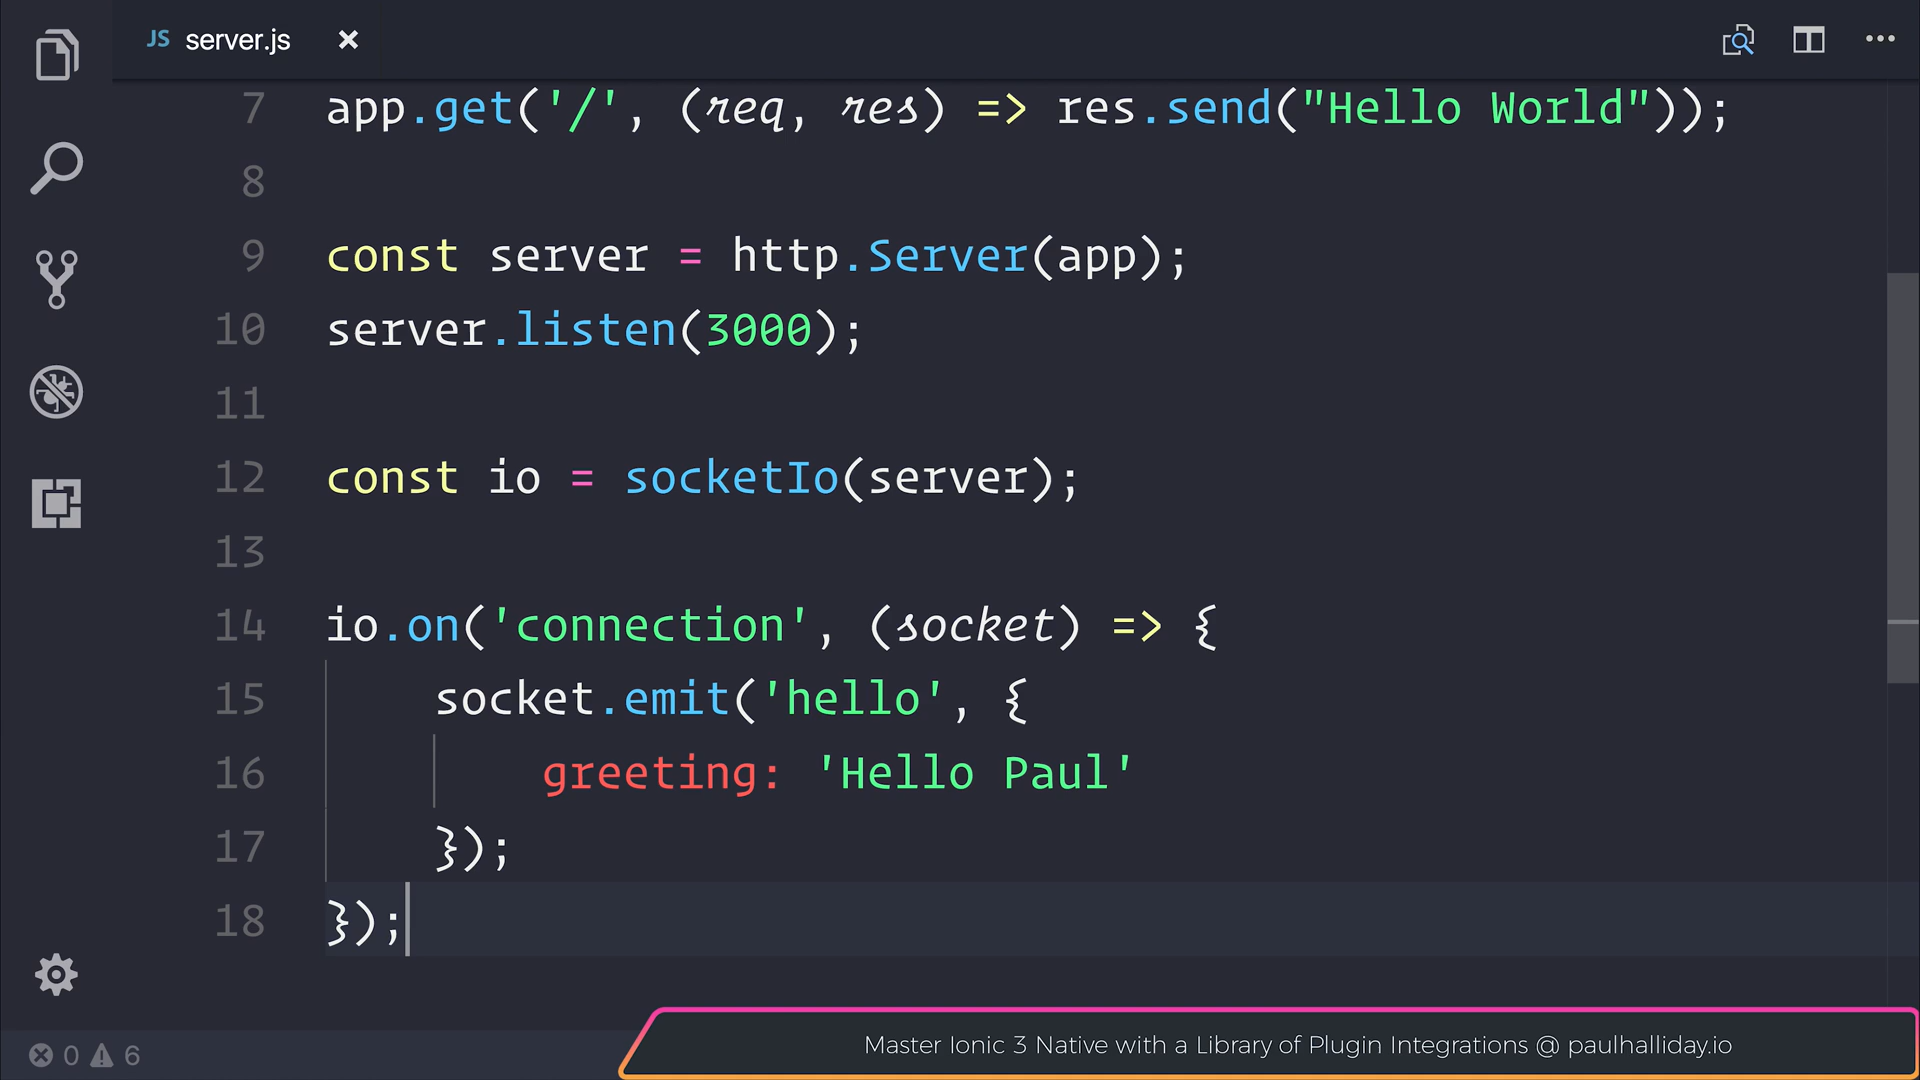 JS server.js
7 app.get('/', (req, res) => res.send("Hello World"));
8
9 const server = http.Server(app);
10 server.listen(3000);
11
12 const io = socketIo(server);
13
14 io.on('connection', (socket) => {
15 socket.emit('hello', {
16 greeting: 'Hello Paul'
17 });
18 });
0 6
Master Ionic 3 Native with a Library of Plugin Integrations @ paulhalliday.io